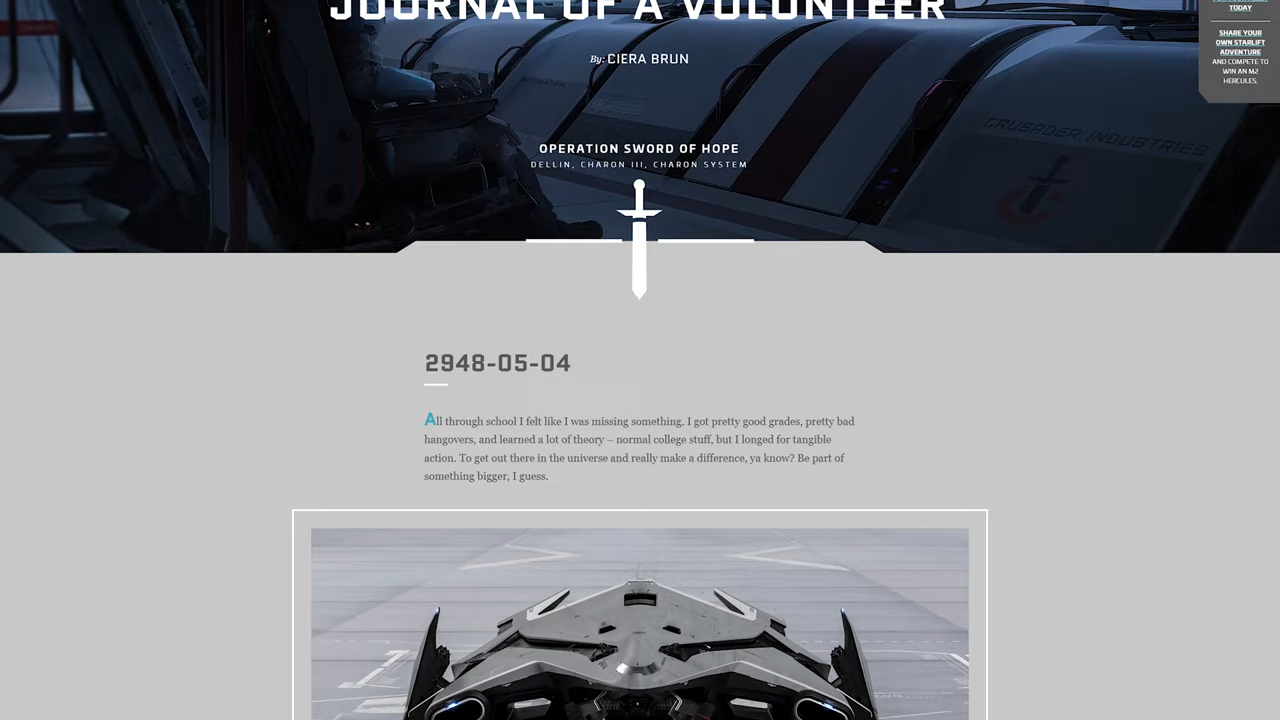 JOURNAL OF A VOLUNTEER
By: CIERA BRUN
TODAY
SHARE YOUR
OWN STARLIFT
ADVENTURE
AND COMPETE TO
WIN AN M2
HERCULES.
CRUSADER INDUSTRIES
OPERATION SWORD OF HOPE
DELLIN, CHARON III, CHARON SYSTEM
2948-05-04
All through school I felt like I was missing something. I got pretty good grades, pretty bad
hangovers, and learned a lot of theory – normal college stuff, but I longed for tangible
action. To get out there in the universe and really make a difference, ya know? Be part of
something bigger, I guess.